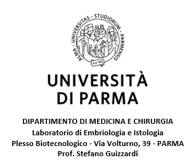 UNIVERSITÀ
DI PARMA
DIPARTIMENTO DI MEDICINA E CHIRURGIA
Laboratorio di Embriologia e Istologia
Plesso Biotecnologico - Via Volturno, 39 - PARMA
Prof. Stefano Guizzardi